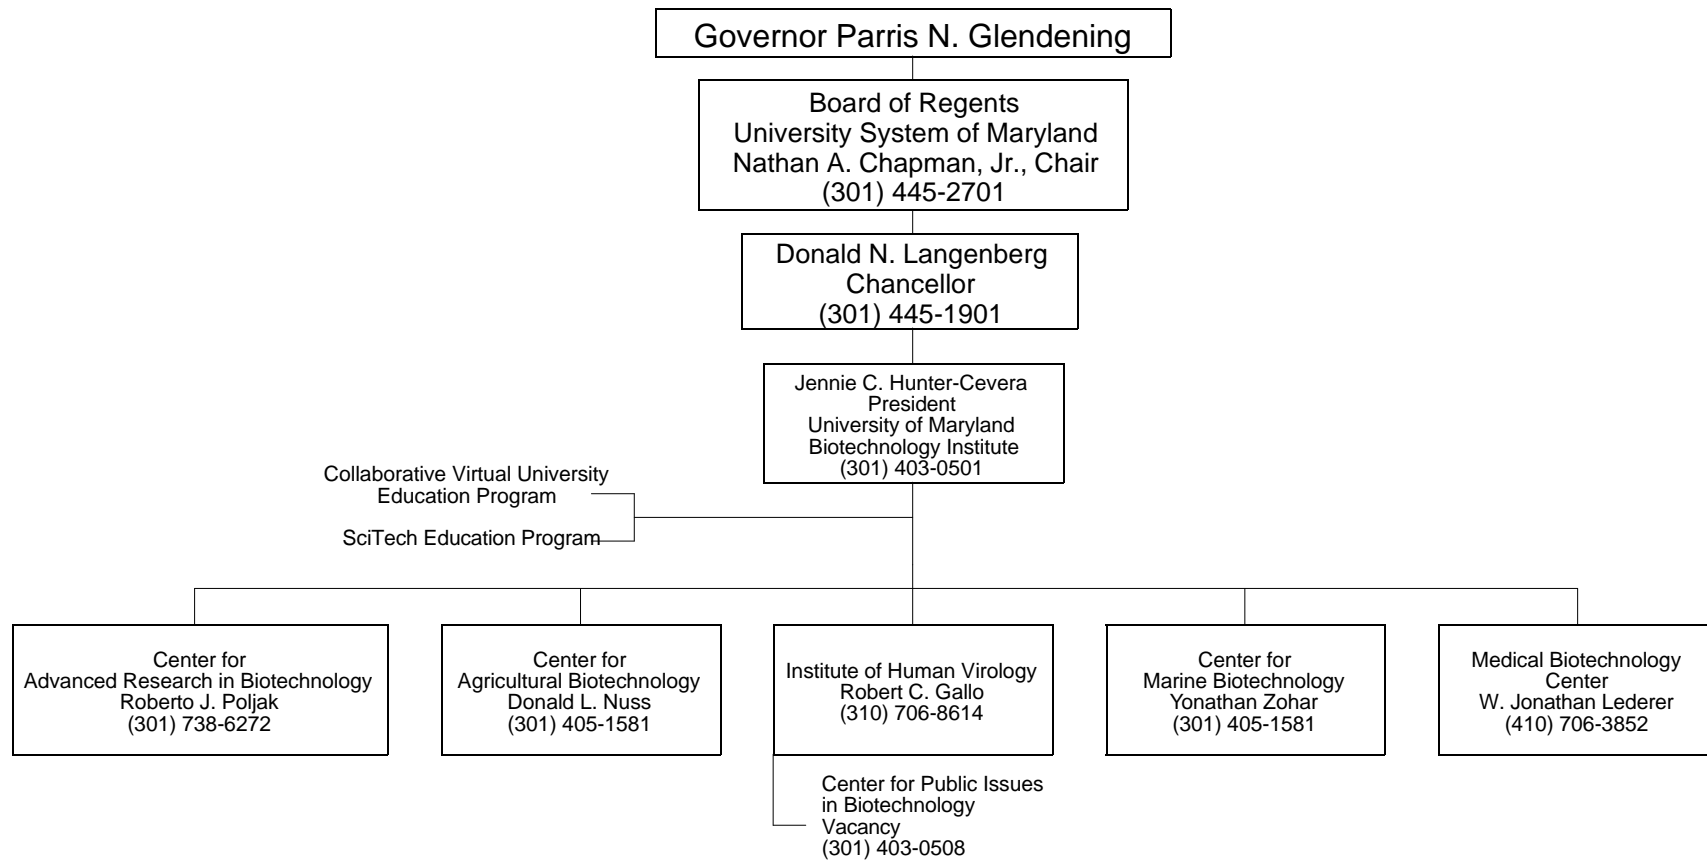 Governor Parris N. Glendening
Board of Regents
University System of Maryland
Nathan A. Chapman, Jr., Chair
(301) 445-2701
Donald N. Langenberg
Chancellor
(301) 445-1901
Jennie C. Hunter-Cevera
President
University of Maryland
Biotechnology Institute
(301) 403-0501
Collaborative Virtual University
Education Program
SciTech Education Program
Center for
Advanced Research in Biotechnology
Roberto J. Poljak
(301) 738-6272
Center for
Agricultural Biotechnology
Donald L. Nuss
(301) 405-1581
Institute of Human Virology
Robert C. Gallo
(310) 706-8614
Center for
Marine Biotechnology
Yonathan Zohar
(301) 405-1581
Medical Biotechnology
Center
W. Jonathan Lederer
(410) 706-3852
Center for Public Issues
in Biotechnology
Vacancy
(301) 403-0508